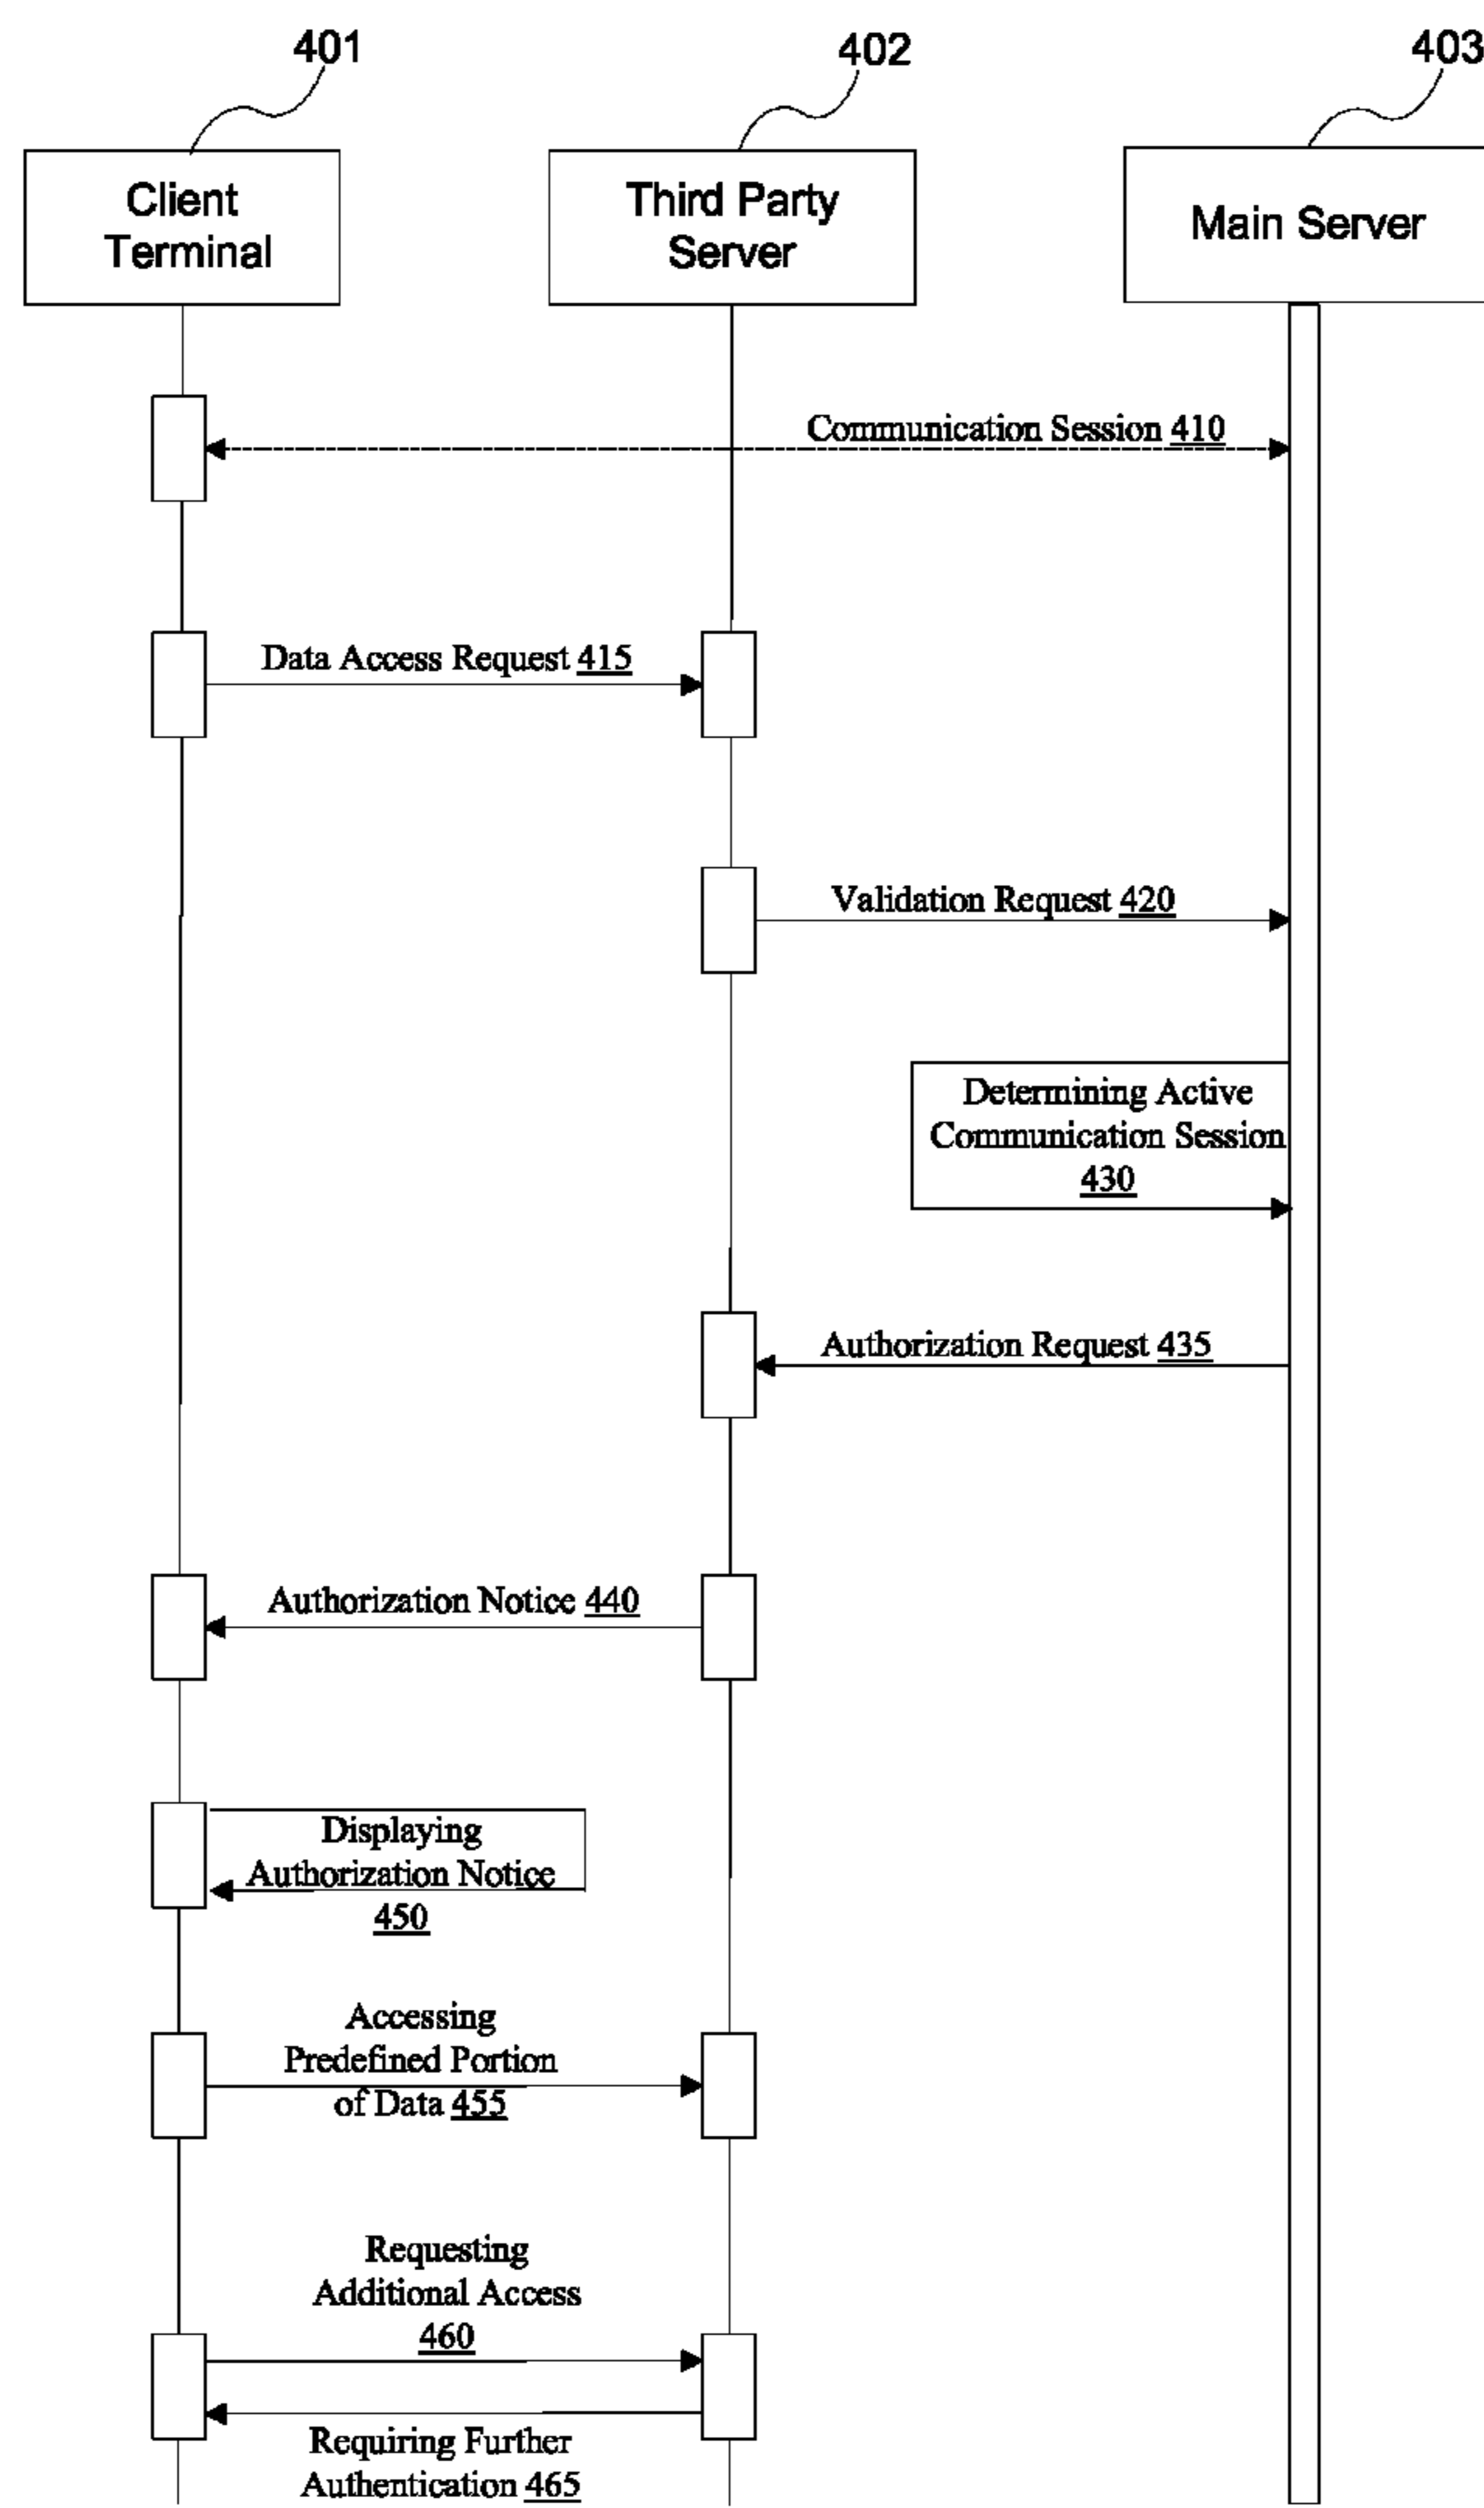 401
402
403
Client
Terminal
Third Party
Server
Main Server
Communication Session 410
Data Access Request 415
Validation Request 420
Determining Active
Communication Session
430
Authorization Request 435
Authorization Notice 440
Displaying
Authorization Notice
450
Accessing
Predefined Portion
of Data 455
Requesting
Additional Access
460
Requiring Further
Authentication 465